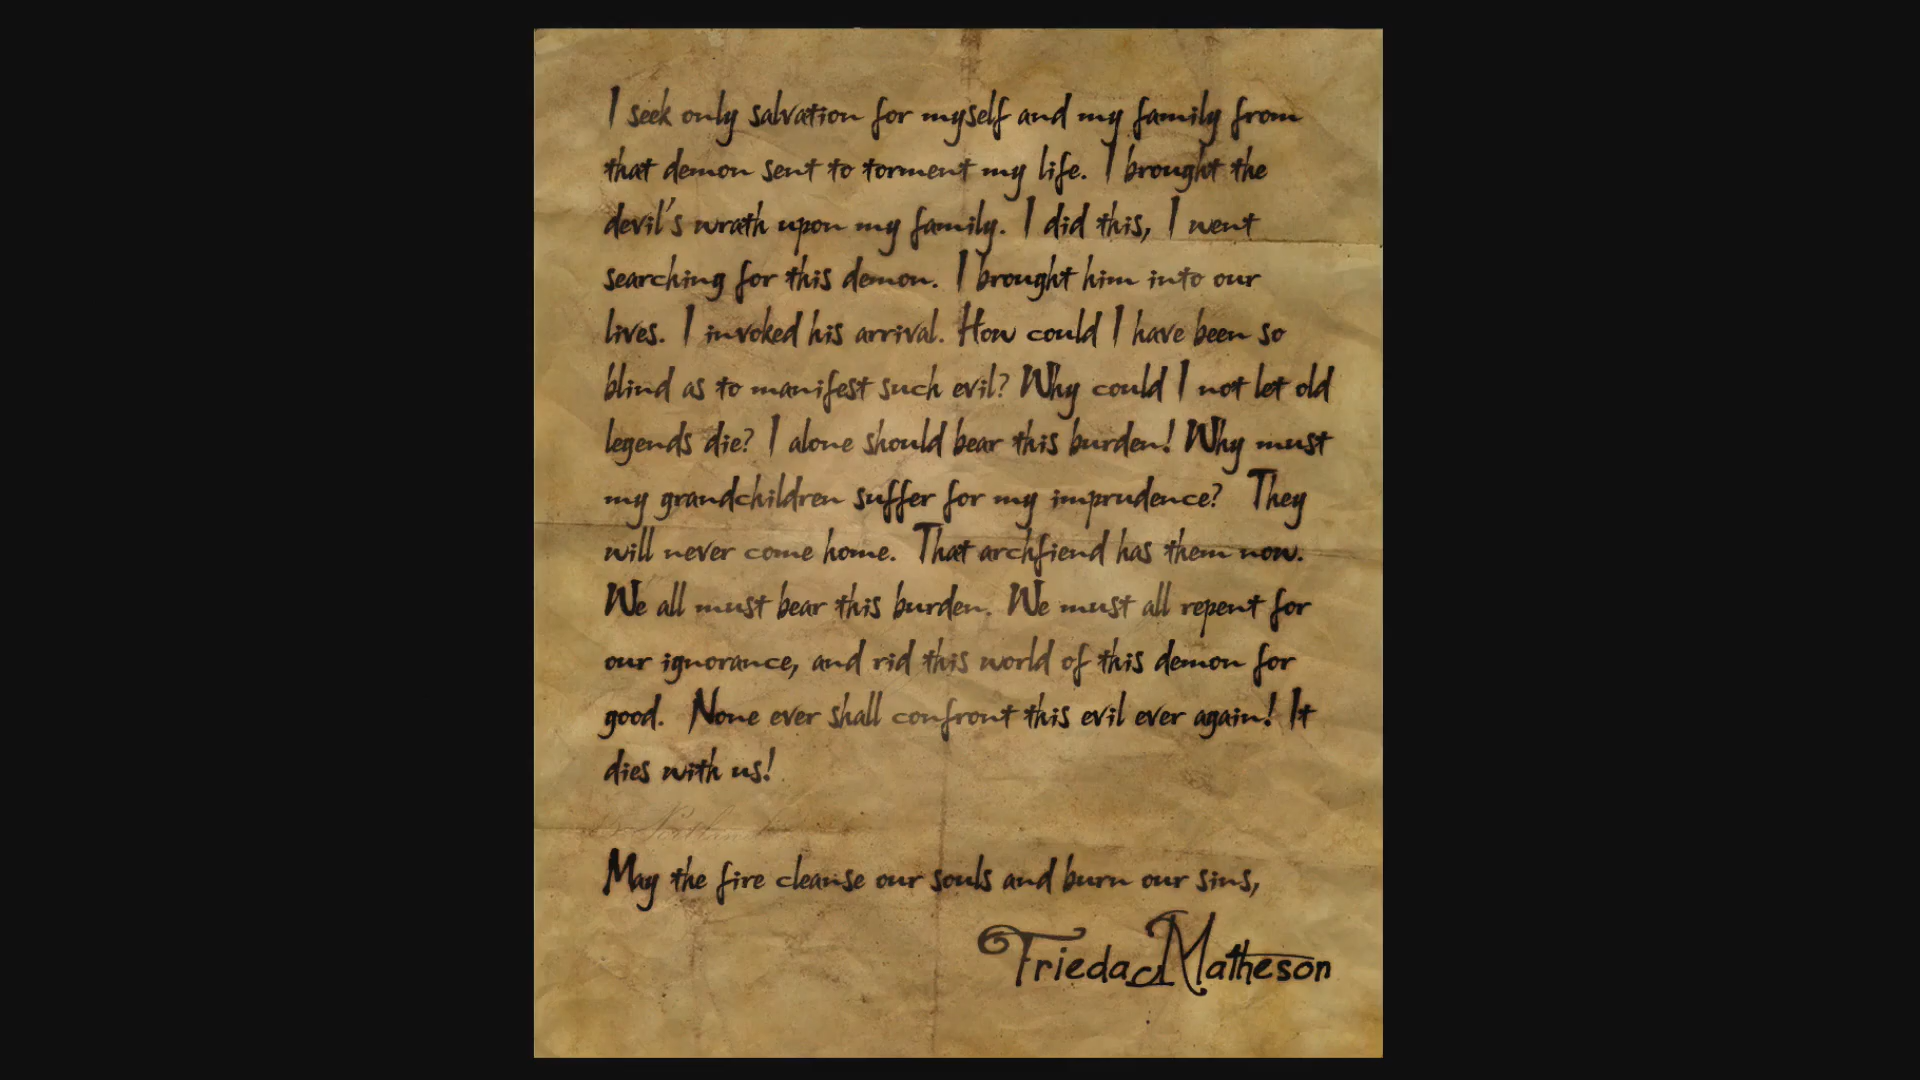 I seek only salvation for myself and my family from
that demon sent to torment my life. I brought the
devil's wrath upon my family. I did this, I went
searching for this demon. I brought him into our
lives. I invoked his arrival. How could I have been so
blind as to manifest such evil? Why could I not let old
legends die? I alone should bear this burden! Why must
my grandchildren suffer for my imprudence? They
will never come home. That archfiend has them now.
We all must bear this burden. We must all repent for
our ignorance, and rid this world of this demon for
good. None ever shall confront this evil ever again! It
dies with us!
May the fire cleanse our souls and burn our sins,
Frieda Matheson